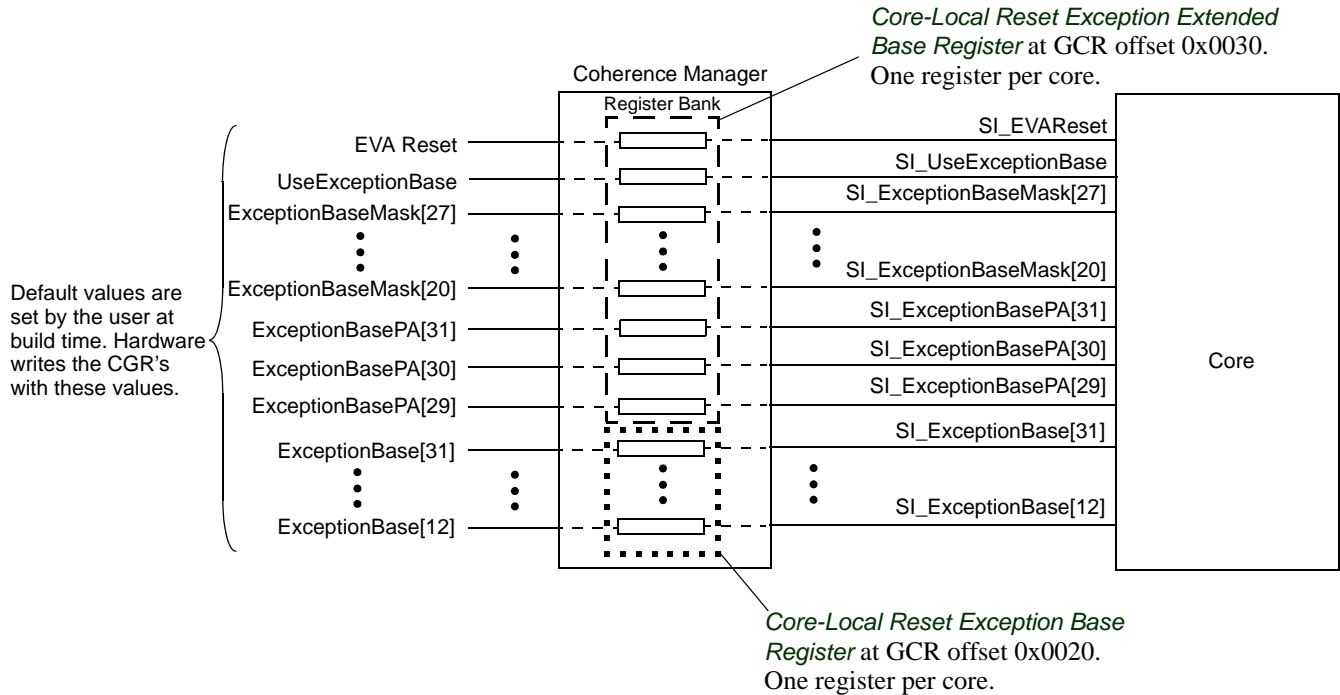 Core-Local Reset Exception Extended
Base Register at GCR offset 0x0030.
One register per core.
Coherence Manager
Register Bank
EVA Reset
UseExceptionBase
ExceptionBaseMask[27]
ExceptionBaseMask[20]
ExceptionBasePA[31]
ExceptionBasePA[30]
ExceptionBasePA[29]
ExceptionBase[31]
ExceptionBase[12]
Default values are
set by the user at
build time. Hardware
writes the CGR's
with these values.
SI_EVAReset
SI_UseExceptionBase
SI_ExceptionBaseMask[27]
SI_ExceptionBaseMask[20]
SI_ExceptionBasePA[31]
SI_ExceptionBasePA[30]
SI_ExceptionBasePA[29]
SI_ExceptionBase[31]
SI_ExceptionBase[12]
Core
Core-Local Reset Exception Base
Register at GCR offset 0x0020.
One register per core.